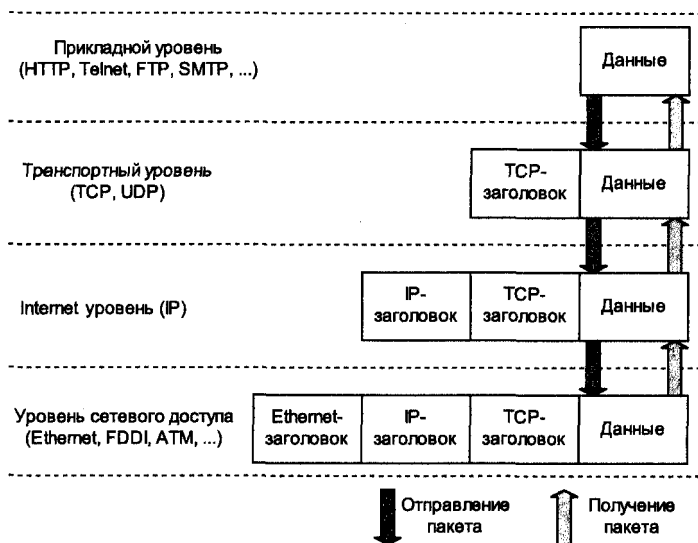 Прикладной уровень
(HTTP, Telnet, FTP, SMTP, ...)
Данные
Транспортный уровень
(TCP, UDP)
TCP-
заголовок
Данные
Internet уровень (IP)
IP-
заголовок
TCP-
заголовок
Данные
Уровень сетевого доступа
(Ethernet, FDDI, ATM, ...)
Ethernet-
заголовок
IP-
заголовок
TCP-
заголовок
Данные
Отправление
пакета
Получение
пакета